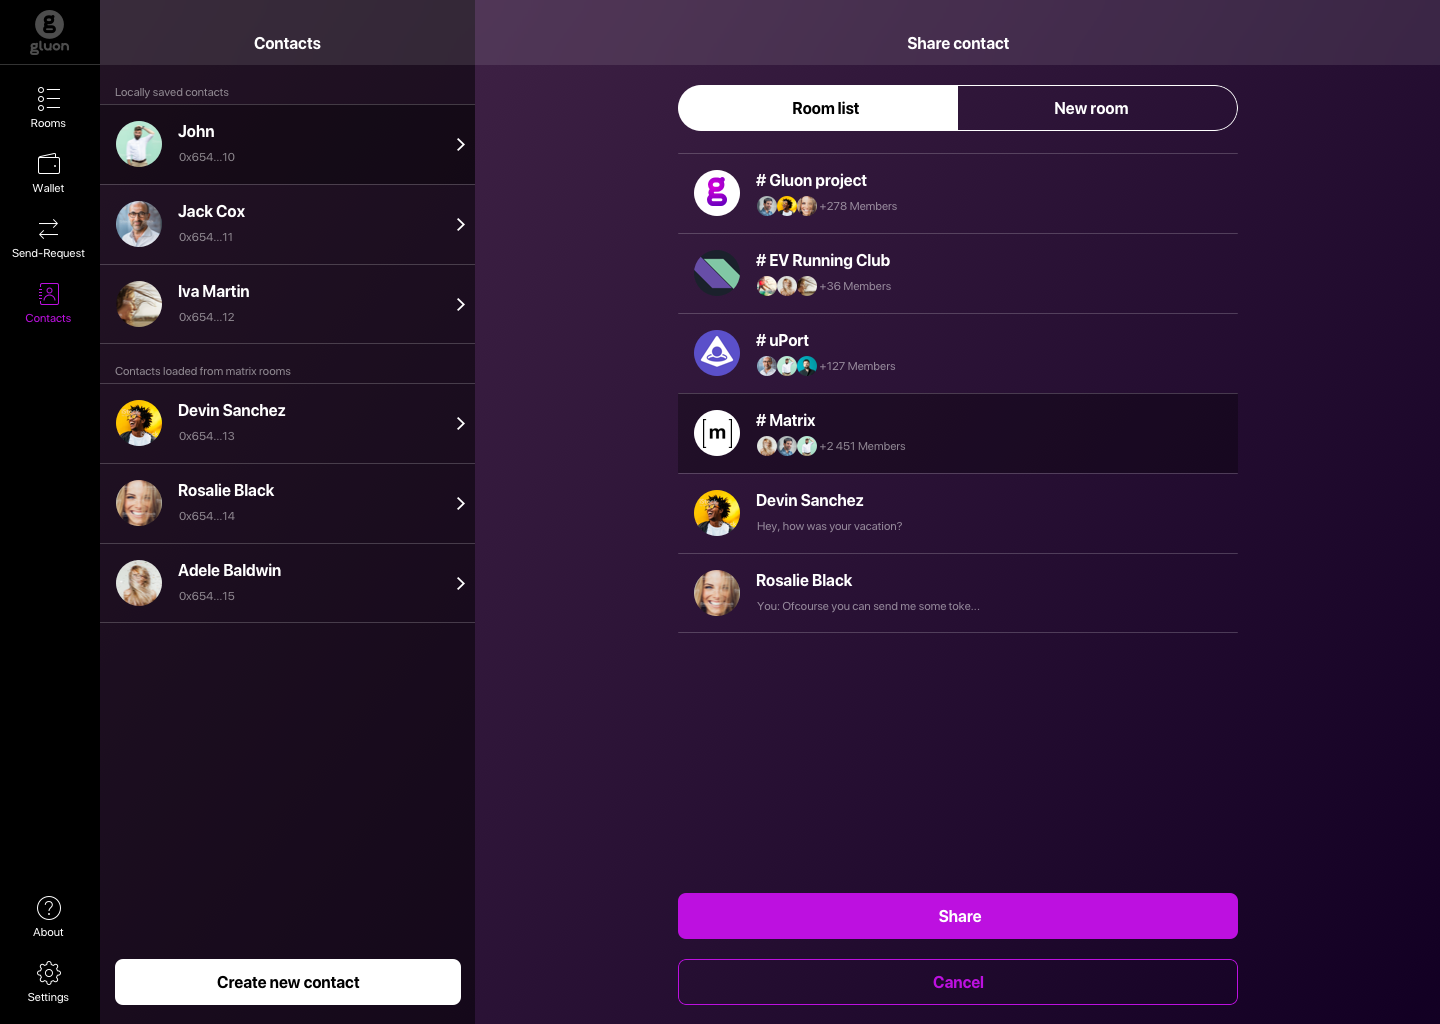 gluon
Rooms
Wallet
Send-Request
Contacts
About
Settings
Contacts
Locally saved contacts
John
0x654...10
Jack Cox
0x654...11
Iva Martin
0x654...12
Contacts loaded from matrix rooms
Devin Sanchez
0x654...13
Rosalie Black
0x654...14
Adele Baldwin
0x654...15
Create new contact
Share contact
Room list
New room
# Gluon project
+278 Members
# EV Running Club
+36 Members
# uPort
+127 Members
[m]
# Matrix
+2 451 Members
Devin Sanchez
Hey, how was your vacation?
Rosalie Black
You: Ofcourse you can send me some toke...
Share
Cancel